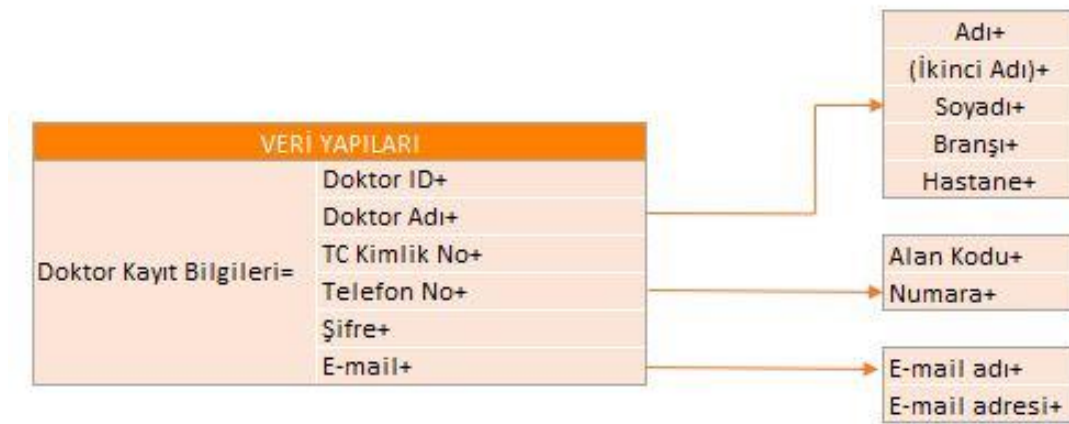 VERİ YAPILARI
Doktor Kayıt Bilgileri=
Doktor ID+
Doktor Adı+
TC Kimlik No+
Telefon No+
Şifre+
E-mail+
Adı+
(İkinci Adı)+
Soyadı+
Branşı+
Hastane+
Alan Kodu+
Numara+
E-mail adı+
E-mail adresi+